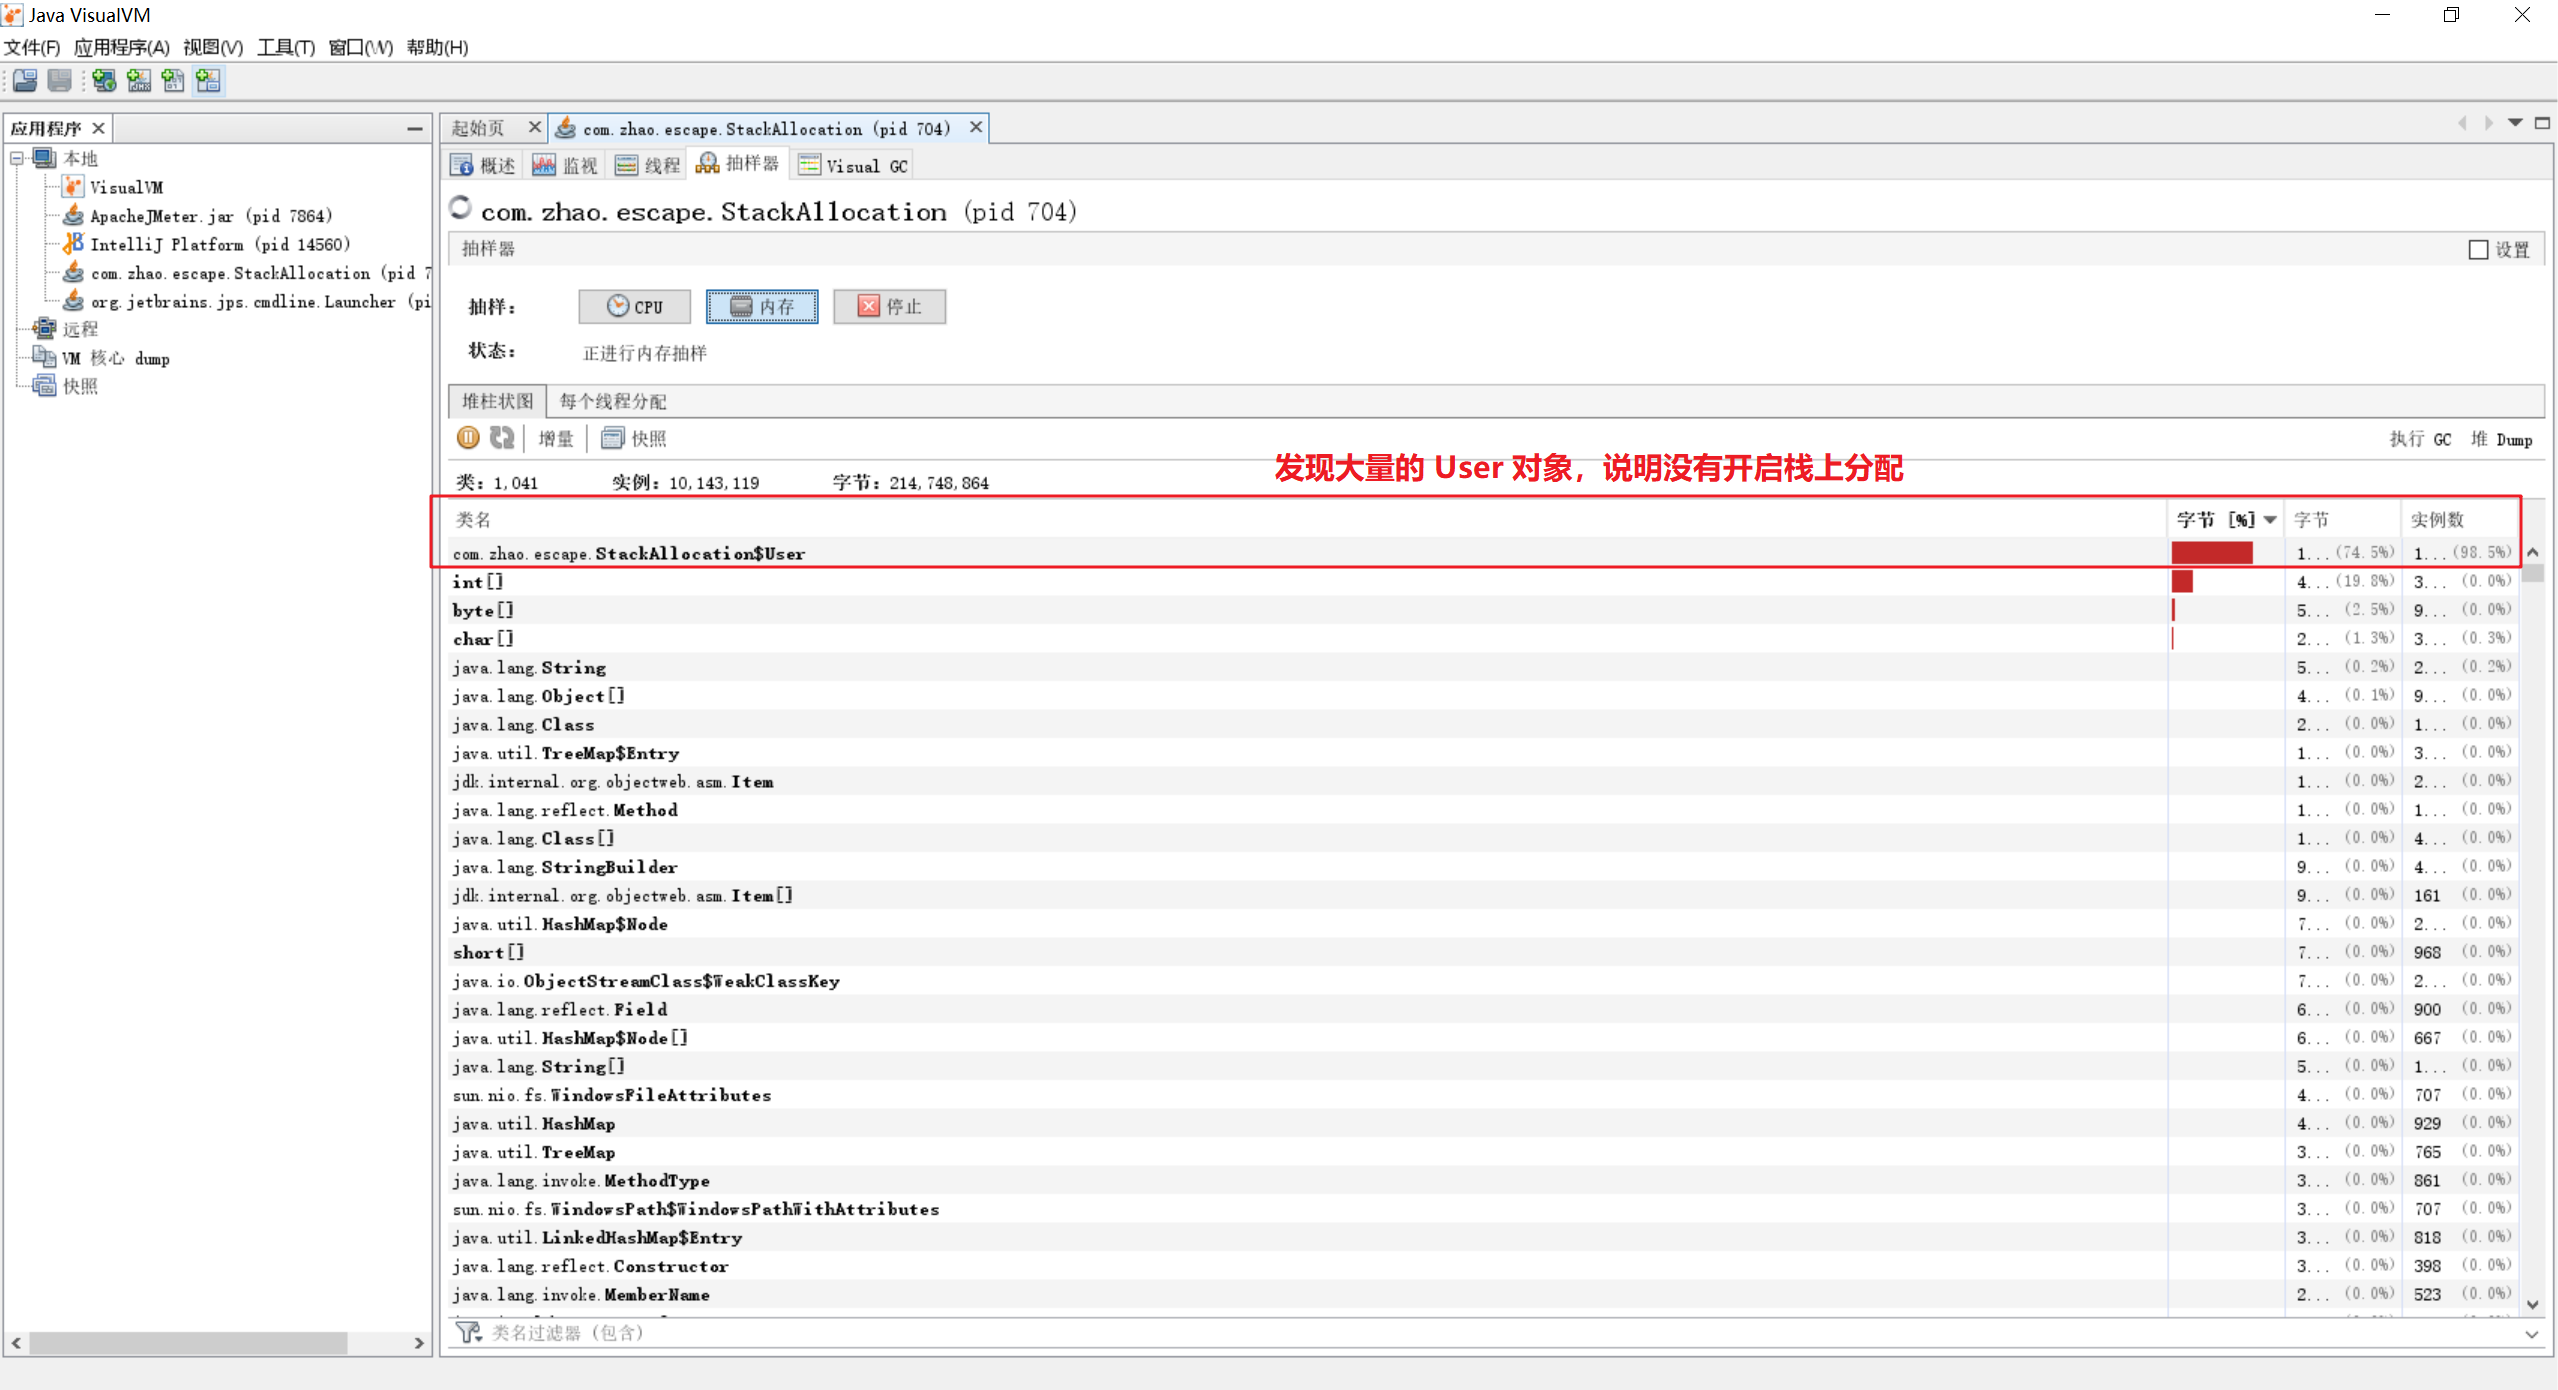 Java VisualVM
文件(F) 应用程序(A) 视图(V) 工具(T) 窗口(W) 帮助(H)
应用程序
本地
VisualVM
ApacheJMeter.jar (pid 7864)
IntelliJ Platform (pid 14560)
com.zhao.escape.StackAllocation (pid 7
org.jetbrains.jps.cmdline.Launcher (pi
远程
VM 核心 dump
快照
起始页 com.zhao.escape.StackAllocation (pid 704)
概述 监视 线程 抽样器 Visual GC
com.zhao.escape.StackAllocation (pid 704)
抽样器 设置
抽样： CPU 内存 停止
状态： 正进行内存抽样
堆柱状图 每个线程分配
增量 快照 执行 GC 堆 Dump
发现大量的 User 对象，说明没有开启栈上分配
类：1,041 实例：10,143,119 字节：214,748,864
类名 字节 [%] 字节 实例数
com.zhao.escape.StackAllocation$User 1... (74.5%) 1... (98.5%)
int[] 4... (19.8%) 3... (0.0%)
byte[] 5... (2.5%) 9... (0.0%)
char[] 2... (1.3%) 3... (0.3%)
java.lang.String 5... (0.2%) 2... (0.2%)
java.lang.Object[] 4... (0.1%) 9... (0.0%)
java.lang.Class 2... (0.0%) 1... (0.0%)
java.util.TreeMap$Entry 1... (0.0%) 3... (0.0%)
jdk.internal.org.objectweb.asm.Item 1... (0.0%) 2... (0.0%)
java.lang.reflect.Method 1... (0.0%) 1... (0.0%)
java.lang.Class[] 1... (0.0%) 4... (0.0%)
java.lang.StringBuilder 9... (0.0%) 4... (0.0%)
jdk.internal.org.objectweb.asm.Item[] 9... (0.0%) 161 (0.0%)
java.util.HashMap$Node 7... (0.0%) 2... (0.0%)
short[] 7... (0.0%) 968 (0.0%)
java.io.ObjectStreamClass$WeakClassKey 7... (0.0%) 2... (0.0%)
java.lang.reflect.Field 6... (0.0%) 900 (0.0%)
java.util.HashMap$Node[] 6... (0.0%) 667 (0.0%)
java.lang.String[] 5... (0.0%) 1... (0.0%)
sun.nio.fs.WindowsFileAttributes 4... (0.0%) 707 (0.0%)
java.util.HashMap 4... (0.0%) 929 (0.0%)
java.util.TreeMap 3... (0.0%) 765 (0.0%)
java.lang.invoke.MethodType 3... (0.0%) 861 (0.0%)
sun.nio.fs.WindowsPath$WindowsPathWithAttributes 3... (0.0%) 707 (0.0%)
java.util.LinkedHashMap$Entry 3... (0.0%) 818 (0.0%)
java.lang.reflect.Constructor 3... (0.0%) 398 (0.0%)
java.lang.invoke.MemberName 2... (0.0%) 523 (0.0%)
类名过滤器 (包含)